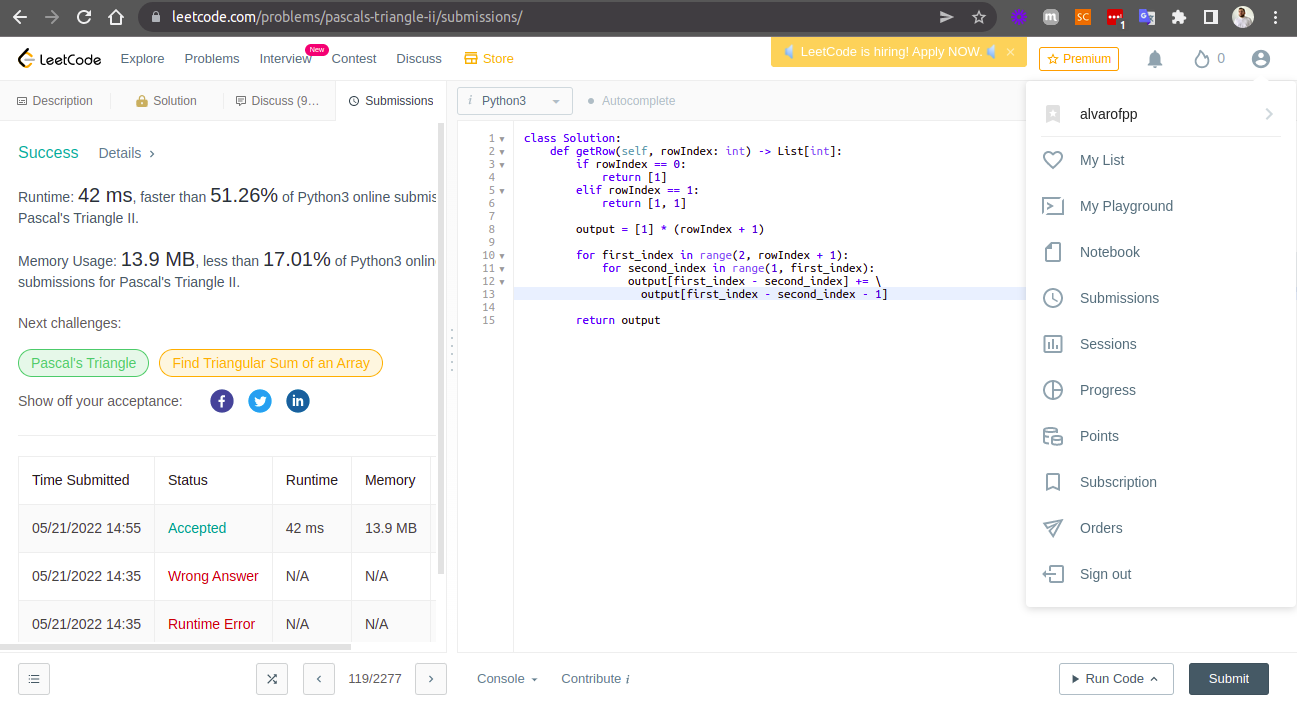 leetcode.com/problems/pascals-triangle-ii/submissions/
SC
1
LeetCode
Explore
Problems
Interview
New
Contest
Discuss
Store
LeetCode is hiring! Apply NOW.
Premium
0
Description
Solution
Discuss (9...
Submissions
i Python3
Autocomplete
Success
Details
Runtime: 42 ms, faster than 51.26% of Python3 online submis
Pascal's Triangle II.
Memory Usage: 13.9 MB, less than 17.01% of Python3 onlin
submissions for Pascal's Triangle II.
Next challenges:
Pascal's Triangle
Find Triangular Sum of an Array
Show off your acceptance:
Time Submitted Status Runtime Memory
05/21/2022 14:55 Accepted 42 ms 13.9 MB
05/21/2022 14:35 Wrong Answer N/A N/A
05/21/2022 14:35 Runtime Error N/A N/A
1 class Solution:
2 def getRow(self, rowIndex: int) -> List[int]:
3 if rowIndex == 0:
4 return [1]
5 elif rowIndex == 1:
6 return [1, 1]
7
8 output = [1] * (rowIndex + 1)
9
10 for first_index in range(2, rowIndex + 1):
11 for second_index in range(1, first_index):
12 output[first_index - second_index] += \
13 output[first_index - second_index - 1]
14
15 return output
alvarofpp
My List
My Playground
Notebook
Submissions
Sessions
Progress
Points
Subscription
Orders
Sign out
119/2277
Console
Contribute i
Run Code
Submit